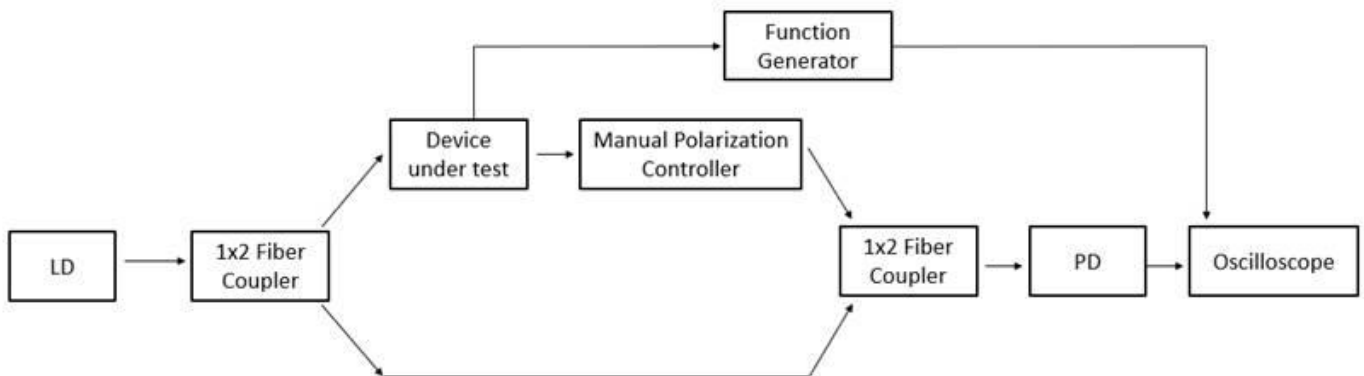 Function
Generator
Device
under test
Manual Polarization
Controller
LD
1x2 Fiber
Coupler
1x2 Fiber
Coupler
PD
Oscilloscope